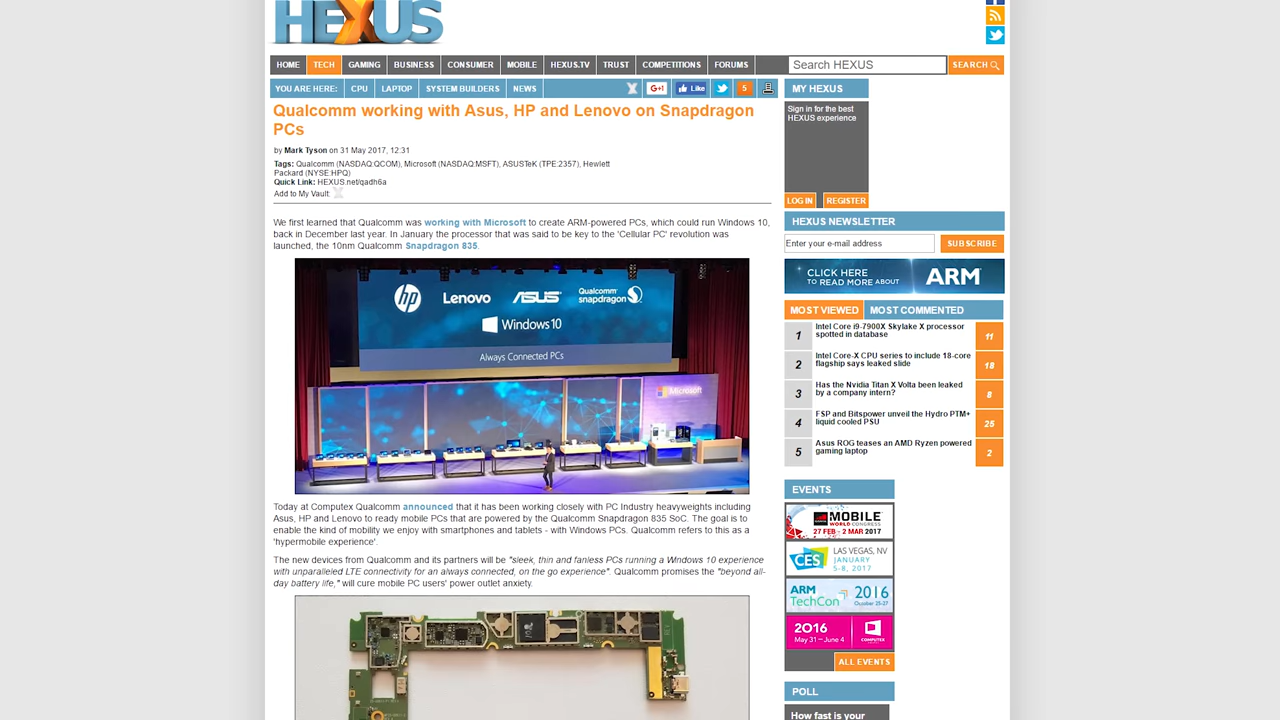 HEXUS
HOME TECH GAMING BUSINESS CONSUMER MOBILE HEXUS.TV TRUST COMPETITIONS FORUMS Search HEXUS SEARCH
YOU ARE HERE: CPU LAPTOP SYSTEM BUILDERS NEWS G+1 Like 5
Qualcomm working with Asus, HP and Lenovo on Snapdragon
PCs
by Mark Tyson on 31 May 2017, 12:31
Tags: Qualcomm (NASDAQ:QCOM), Microsoft (NASDAQ:MSFT), ASUSTeK (TPE:2357), Hewlett
Packard (NYSE:HPQ)
Quick Link: HEXUS.net/qadh6a
Add to My Vault:
We first learned that Qualcomm was working with Microsoft to create ARM-powered PCs, which could run Windows 10,
back in December last year. In January the processor that was said to be key to the 'Cellular PC' revolution was
launched, the 10nm Qualcomm Snapdragon 835.
hp Lenovo ASUS Qualcomm
snapdragon
Windows 10
Always Connected PCs
Microsoft
Today at Computex Qualcomm announced that it has been working closely with PC Industry heavyweights including
Asus, HP and Lenovo to ready mobile PCs that are powered by the Qualcomm Snapdragon 835 SoC. The goal is to
enable the kind of mobility we enjoy with smartphones and tablets - with Windows PCs. Qualcomm refers to this as a
'hypermobile experience'.
The new devices from Qualcomm and its partners will be "sleek, thin and fanless PCs running a Windows 10 experience
with unparalleled LTE connectivity for an always connected, on the go experience". Qualcomm promises the "beyond all-
day battery life," will cure mobile PC users' power outlet anxiety.
MY HEXUS
Sign in for the best
HEXUS experience
LOG IN REGISTER
HEXUS NEWSLETTER
Enter your e-mail address SUBSCRIBE
CLICK HERE
TO READ MORE ABOUT ARM
MOST VIEWED MOST COMMENTED
1 Intel Core i9-7900X Skylake X processor
spotted in database 11
2 Intel Core-X CPU series to include 18-core
flagship says leaked slide 18
3 Has the Nvidia Titan X Volta been leaked
by a company intern? 8
4 FSP and Bitspower unveil the Hydro PTM+
liquid cooled PSU 25
5 Asus ROG teases an AMD Ryzen powered
gaming laptop 2
EVENTS
MOBILE
WORLD CONGRESS
27 FEB - 2 MAR 2017
CES LAS VEGAS, NV
JANUARY
5-8, 2017
ARM
TechCon 2016
October 25-27
2016
May 31 – June 4
COMPUTEX
ALL EVENTS
POLL
How fast is your